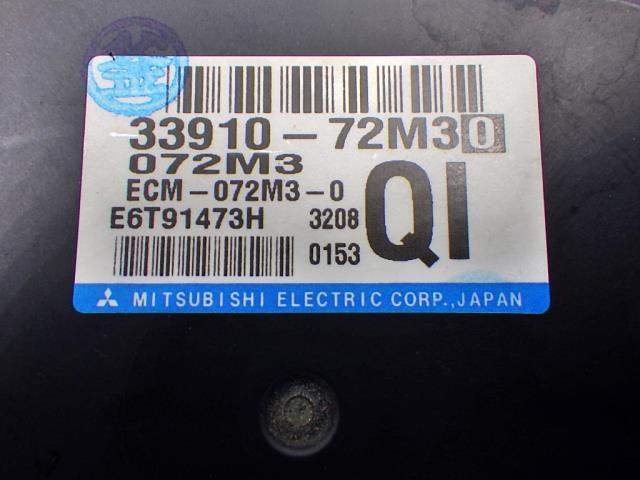 33910-72M30
072M3
ECM-072M3-0
E6T91473H 3208
0153
QI
MITSUBISHI ELECTRIC CORP.,JAPAN